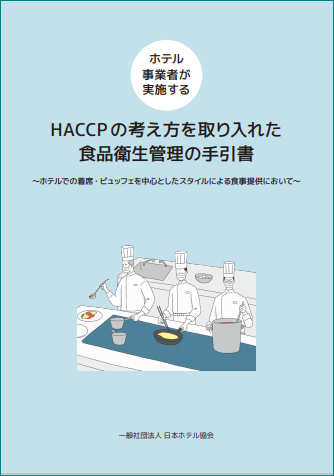 ホテル
事業者が
実施する
HACCPの考え方を取り入れた
食品衛生管理の手引書
～ホテルでの着席・ビュッフェを中心としたスタイルによる食事提供において～
一般社団法人 日本ホテル協会